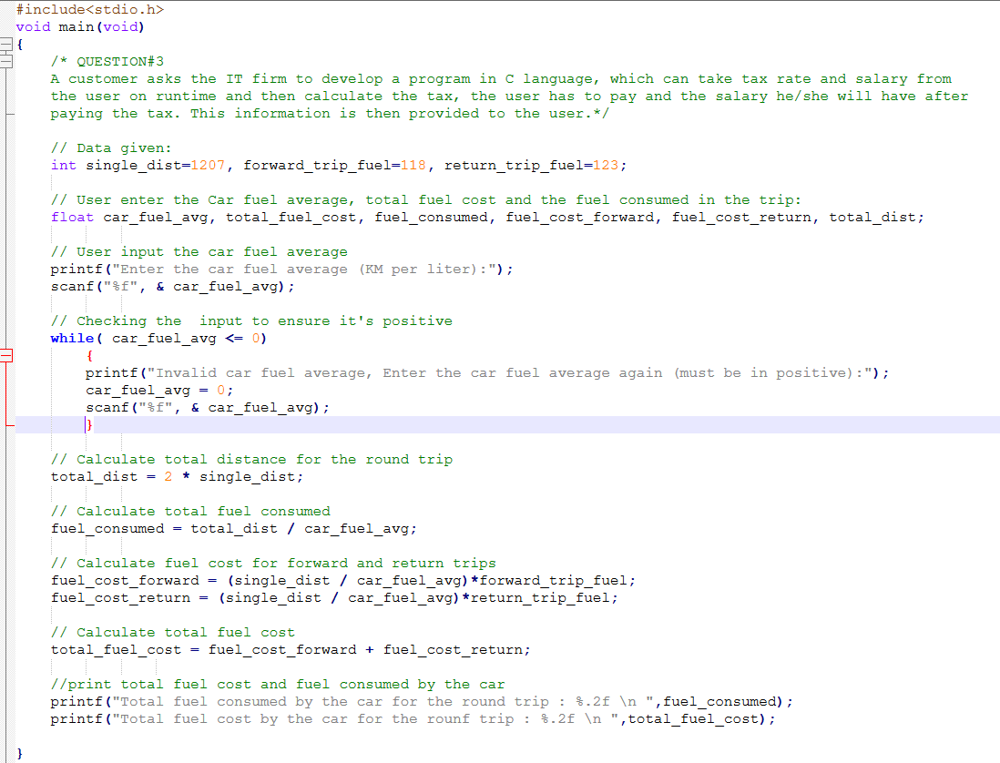 #include<stdio.h>
void main(void)
{
/* QUESTION#3
A customer asks the IT firm to develop a program in C language, which can take tax rate and salary from
the user on runtime and then calculate the tax, the user has to pay and the salary he/she will have after
paying the tax. This information is then provided to the user.*/
// Data given:
int single_dist=1207, forward_trip_fuel=118, return_trip_fuel=123;
// User enter the Car fuel average, total fuel cost and the fuel consumed in the trip:
float car_fuel_avg, total_fuel_cost, fuel_consumed, fuel_cost_forward, fuel_cost_return, total_dist;
// User input the car fuel average
printf("Enter the car fuel average (KM per liter):");
scanf("%f", & car_fuel_avg);
// Checking the  input to ensure it's positive
while( car_fuel_avg <= 0)
{
printf("Invalid car fuel average, Enter the car fuel average again (must be in positive):");
car_fuel_avg = 0;
scanf("%f", & car_fuel_avg);
}
// Calculate total distance for the round trip
total_dist = 2 * single_dist;
// Calculate total fuel consumed
fuel_consumed = total_dist / car_fuel_avg;
// Calculate fuel cost for forward and return trips
fuel_cost_forward = (single_dist / car_fuel_avg)*forward_trip_fuel;
fuel_cost_return = (single_dist / car_fuel_avg)*return_trip_fuel;
// Calculate total fuel cost
total_fuel_cost = fuel_cost_forward + fuel_cost_return;
//print total fuel cost and fuel consumed by the car
printf("Total fuel consumed by the car for the round trip : %.2f \n ",fuel_consumed);
printf("Total fuel cost by the car for the rounf trip : %.2f \n ",total_fuel_cost);
}